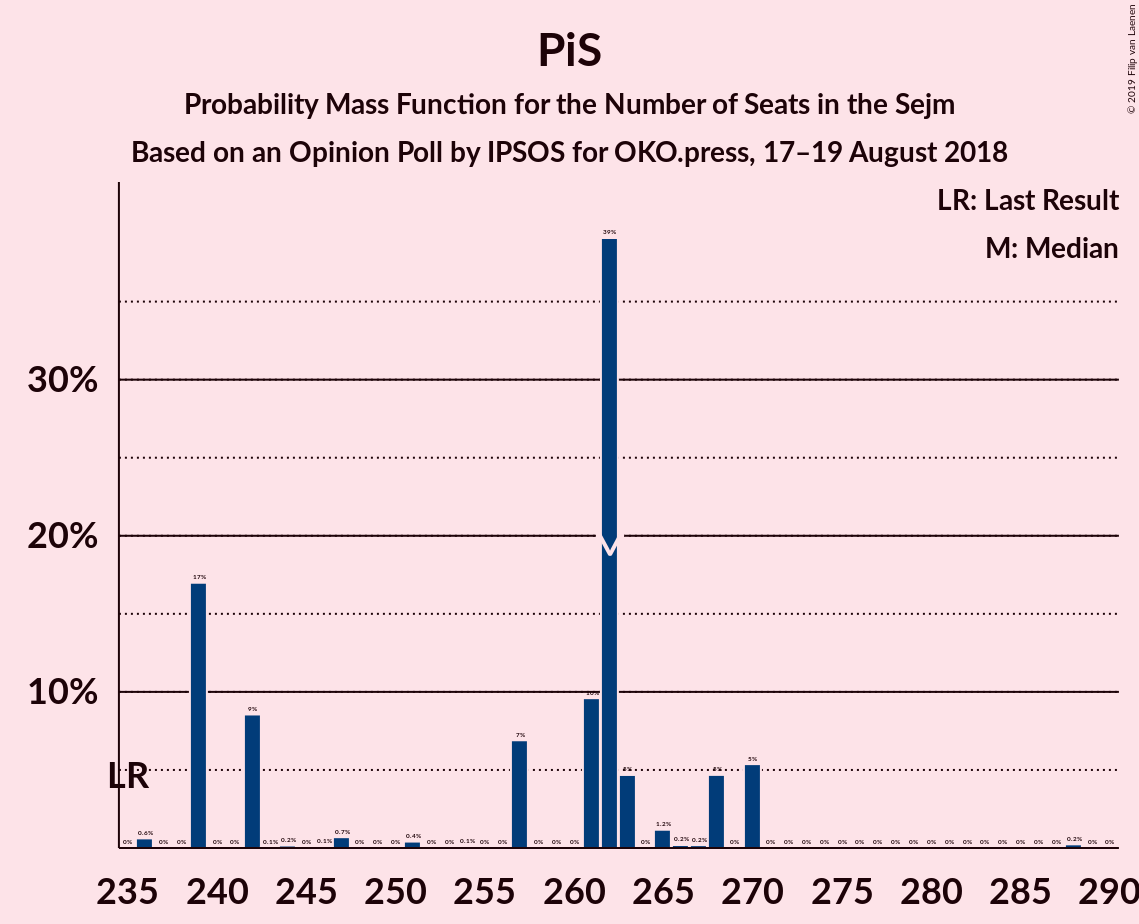 PiS
Probability Mass Function for the Number of Seats in the Sejm
Based on an Opinion Poll by IPSOS for OKO.press, 17–19 August 2018
© 2019 Filip van Laenen
LR: Last Result
M: Median
39%
30%
20%
17%
10%
10%
9%
7%
5% 5% 5%
LR
0% 0.6% 0% 0% 0% 0% 0.1% 0.2% 0% 0.1% 0.7% 0% 0% 0% 0.4% 0% 0% 0.1% 0% 0% 0% 0% 0% 0% 1.2% 0.2% 0.2% 0% 0% 0% 0% 0% 0% 0% 0% 0% 0% 0% 0% 0% 0% 0% 0% 0% 0.2% 0% 0%
235 240 245 250 255 260 265 270 275 280 285 290